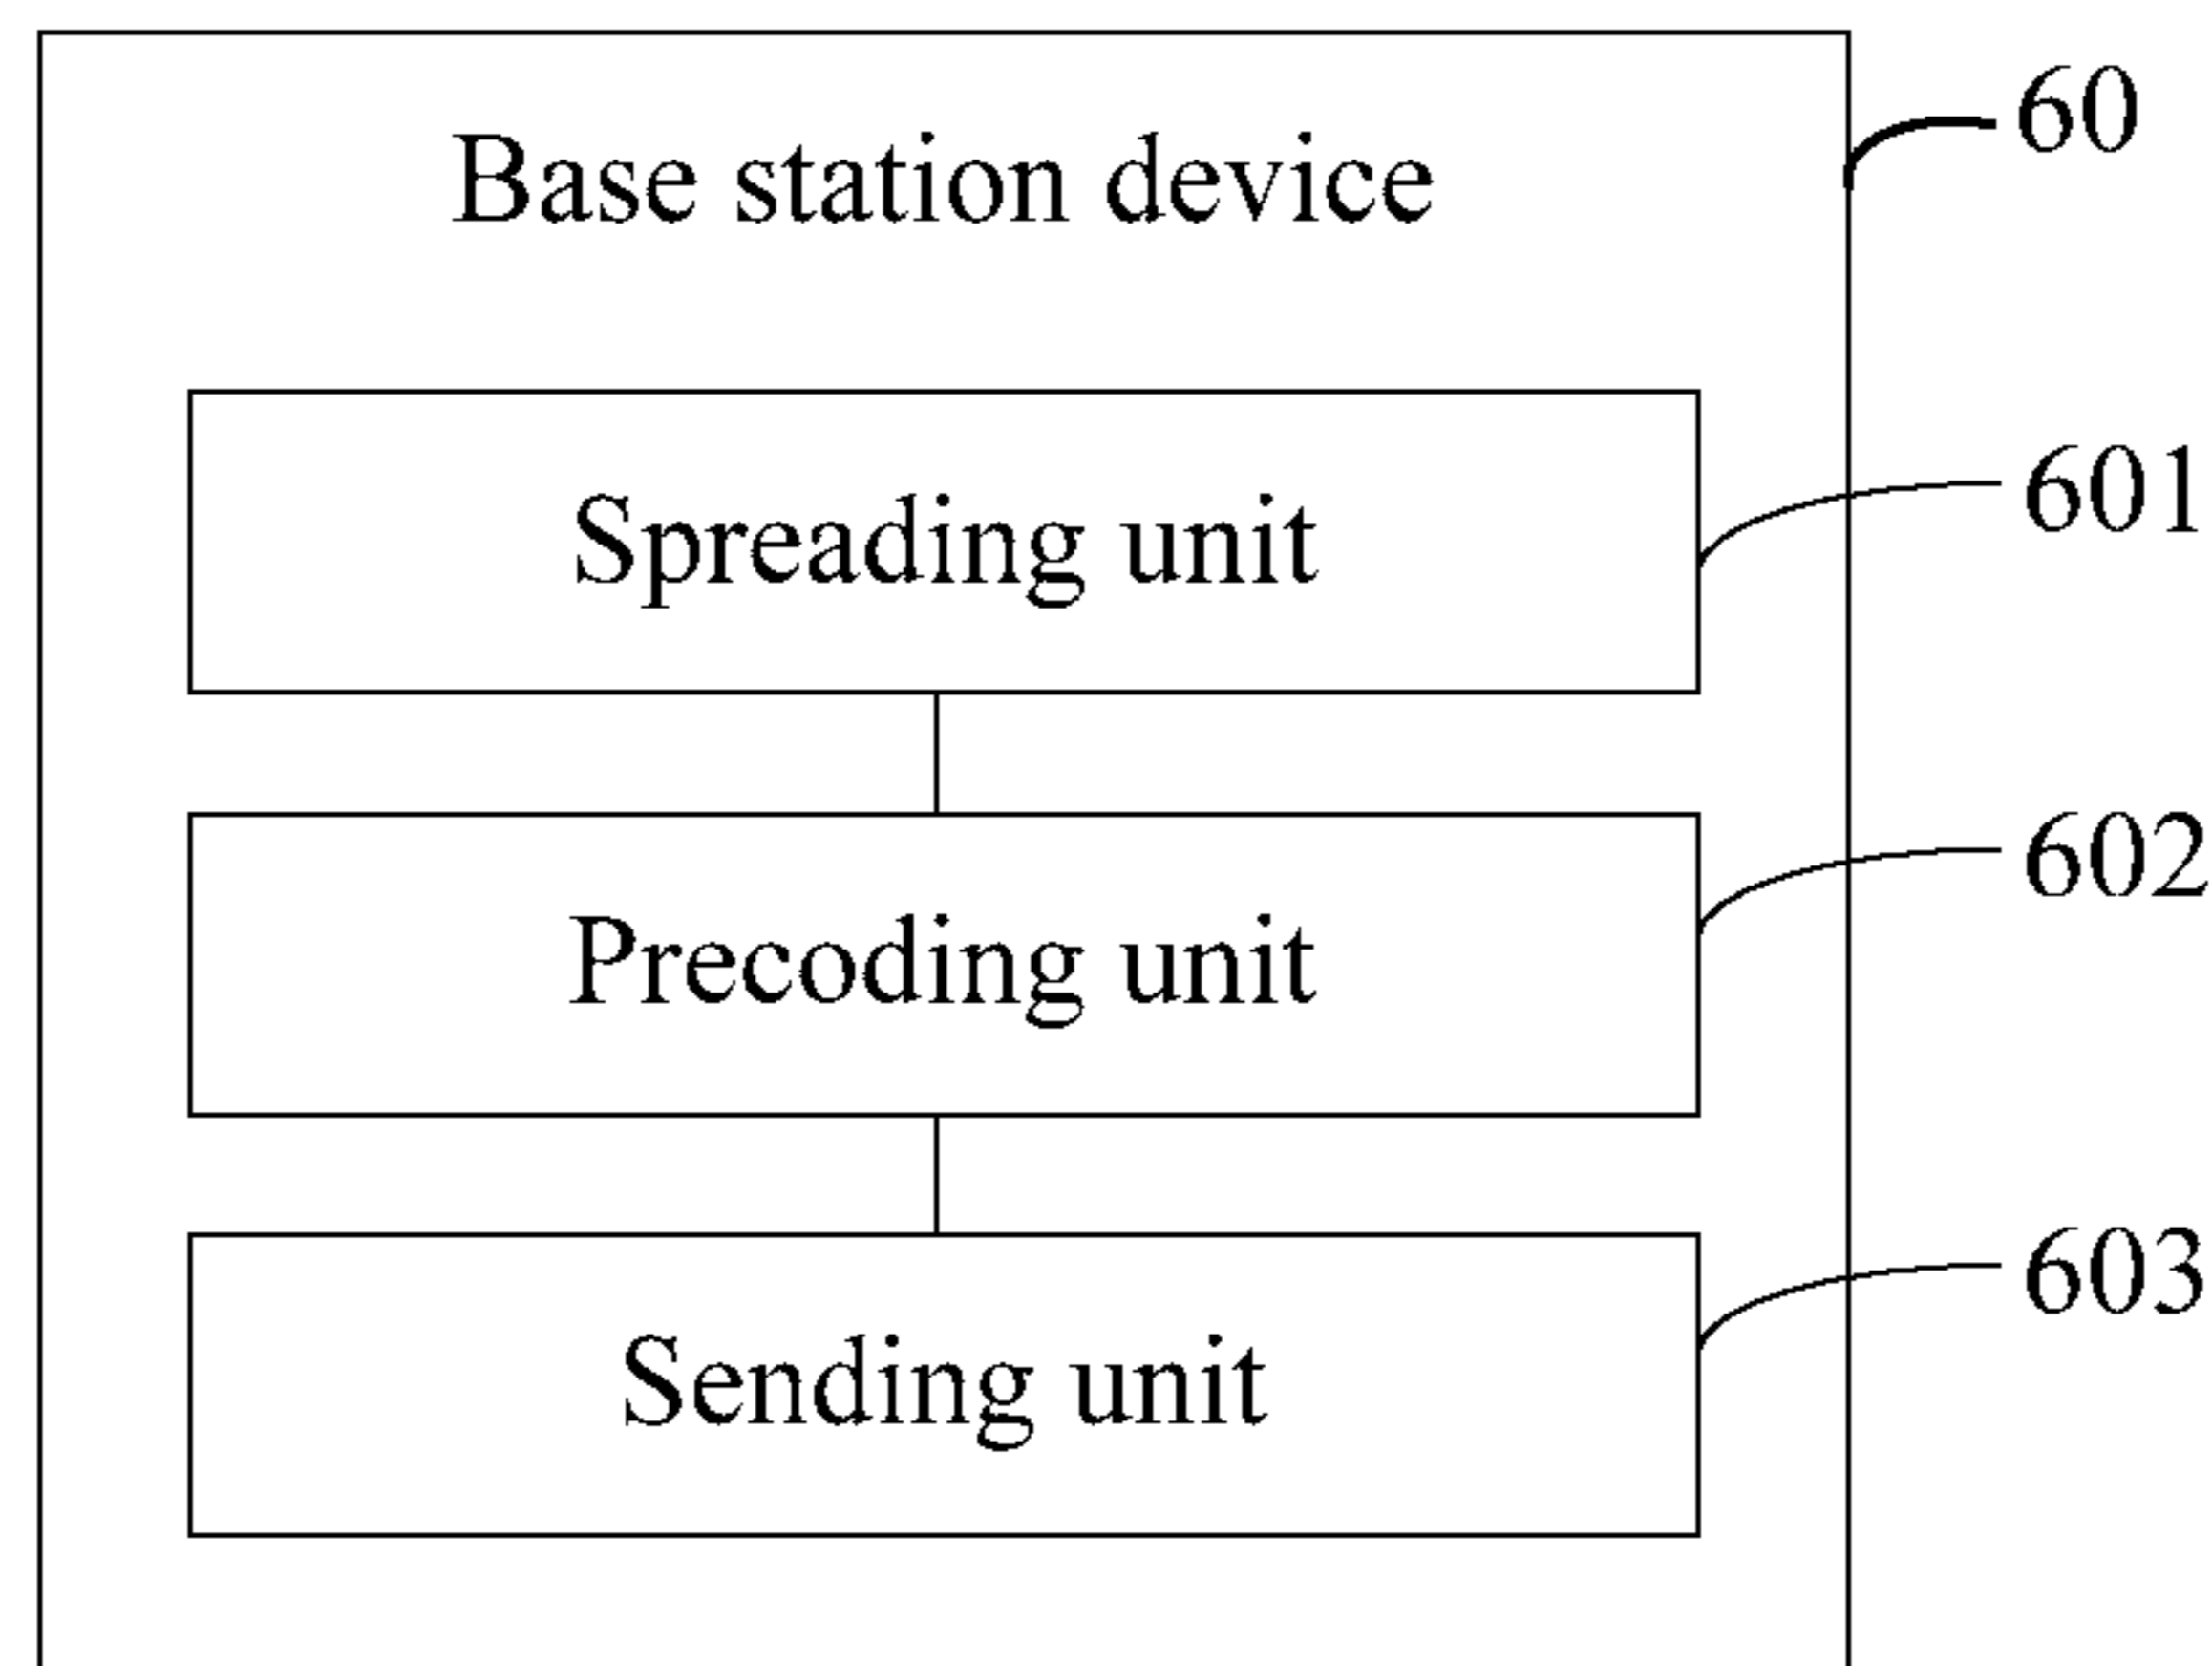 Base station device
60
Spreading unit
601
Precoding unit
602
Sending unit
603